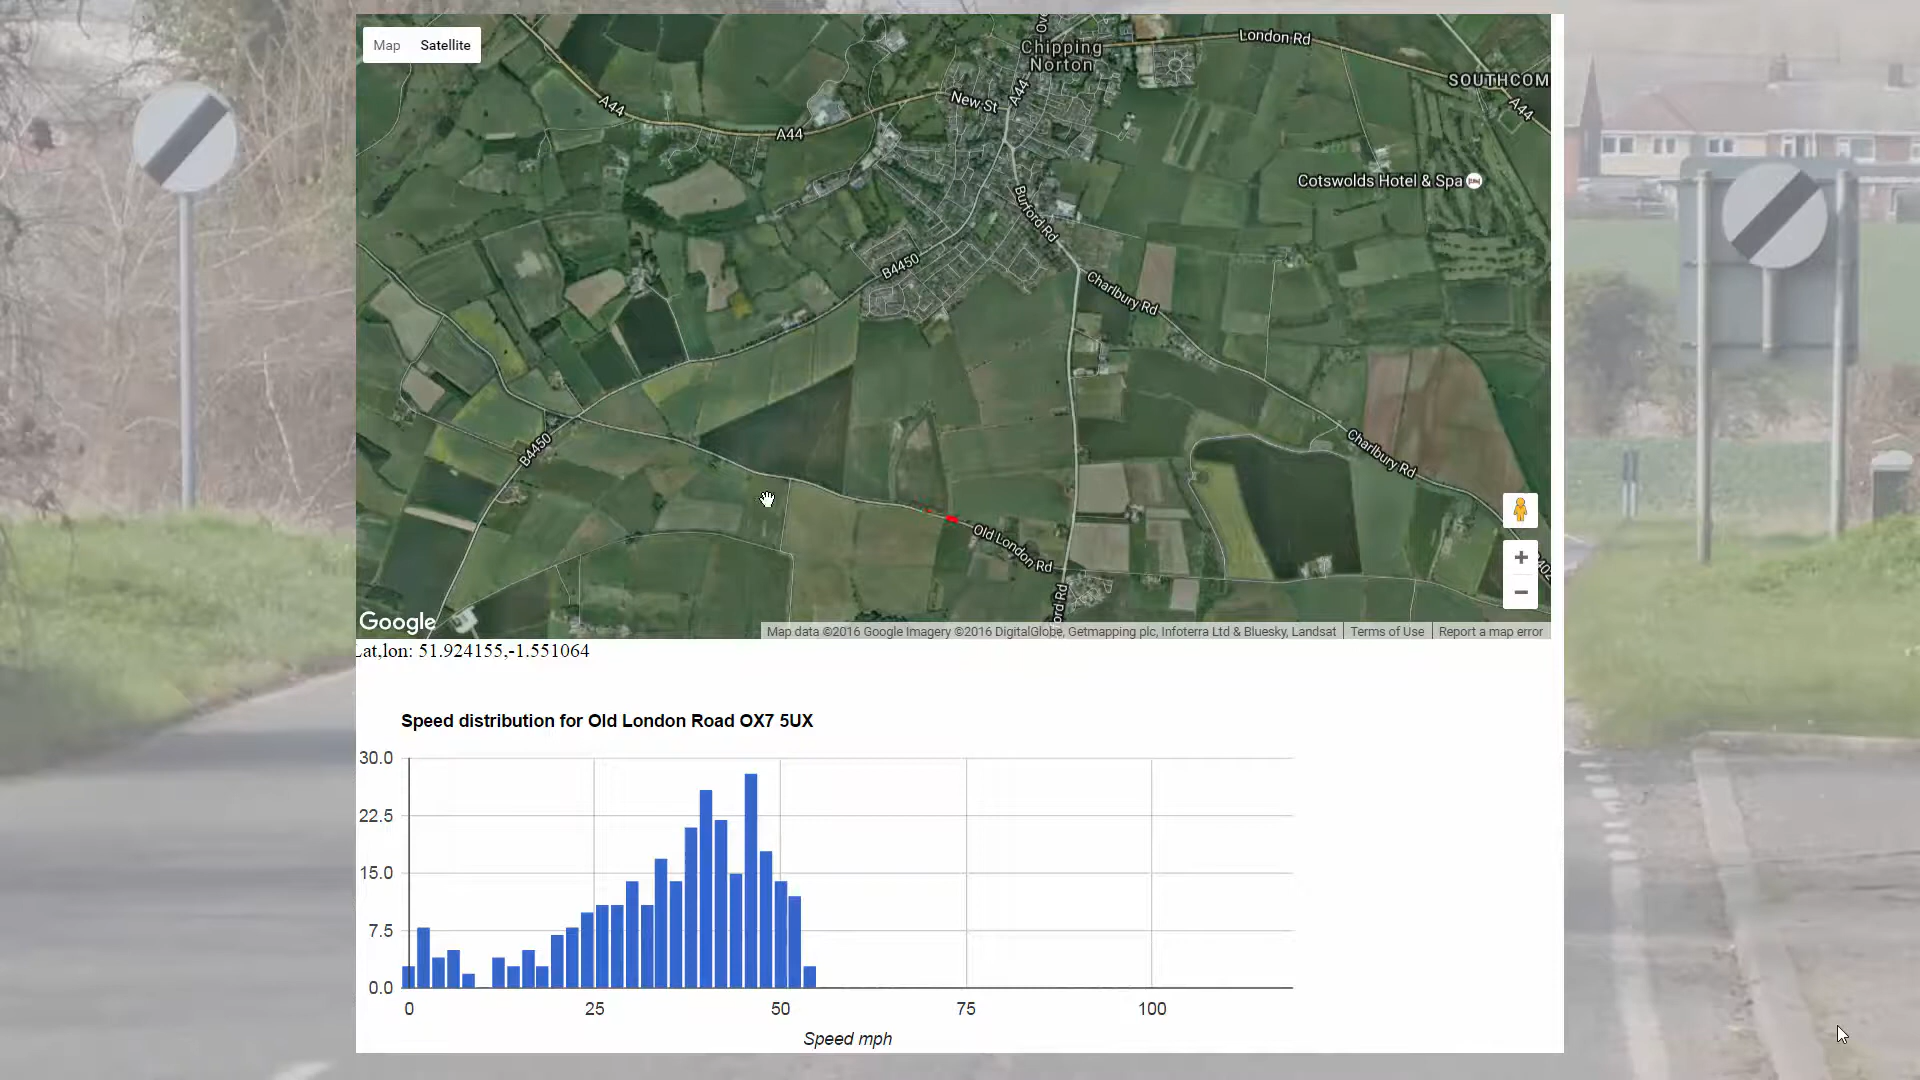 Map Satellite
Chipping
Norton
London Rd
SOUTHCOM
A44
A44
A44
A44
New St
Cotswolds Hotel & Spa
Burford Rd
B4450
Charlbury Rd
B4450
Charlbury Rd
Old London Rd
ord Rd
Google
Map data ©2016 Google Imagery ©2016 DigitalGlobe, Getmapping plc, Infoterra Ltd & Bluesky, Landsat Terms of Use Report a map error
Lat,lon: 51.924155,-1.551064
Speed distribution for Old London Road OX7 5UX
30.0
22.5
15.0
7.5
0.0
0 25 50 75 100
Speed mph